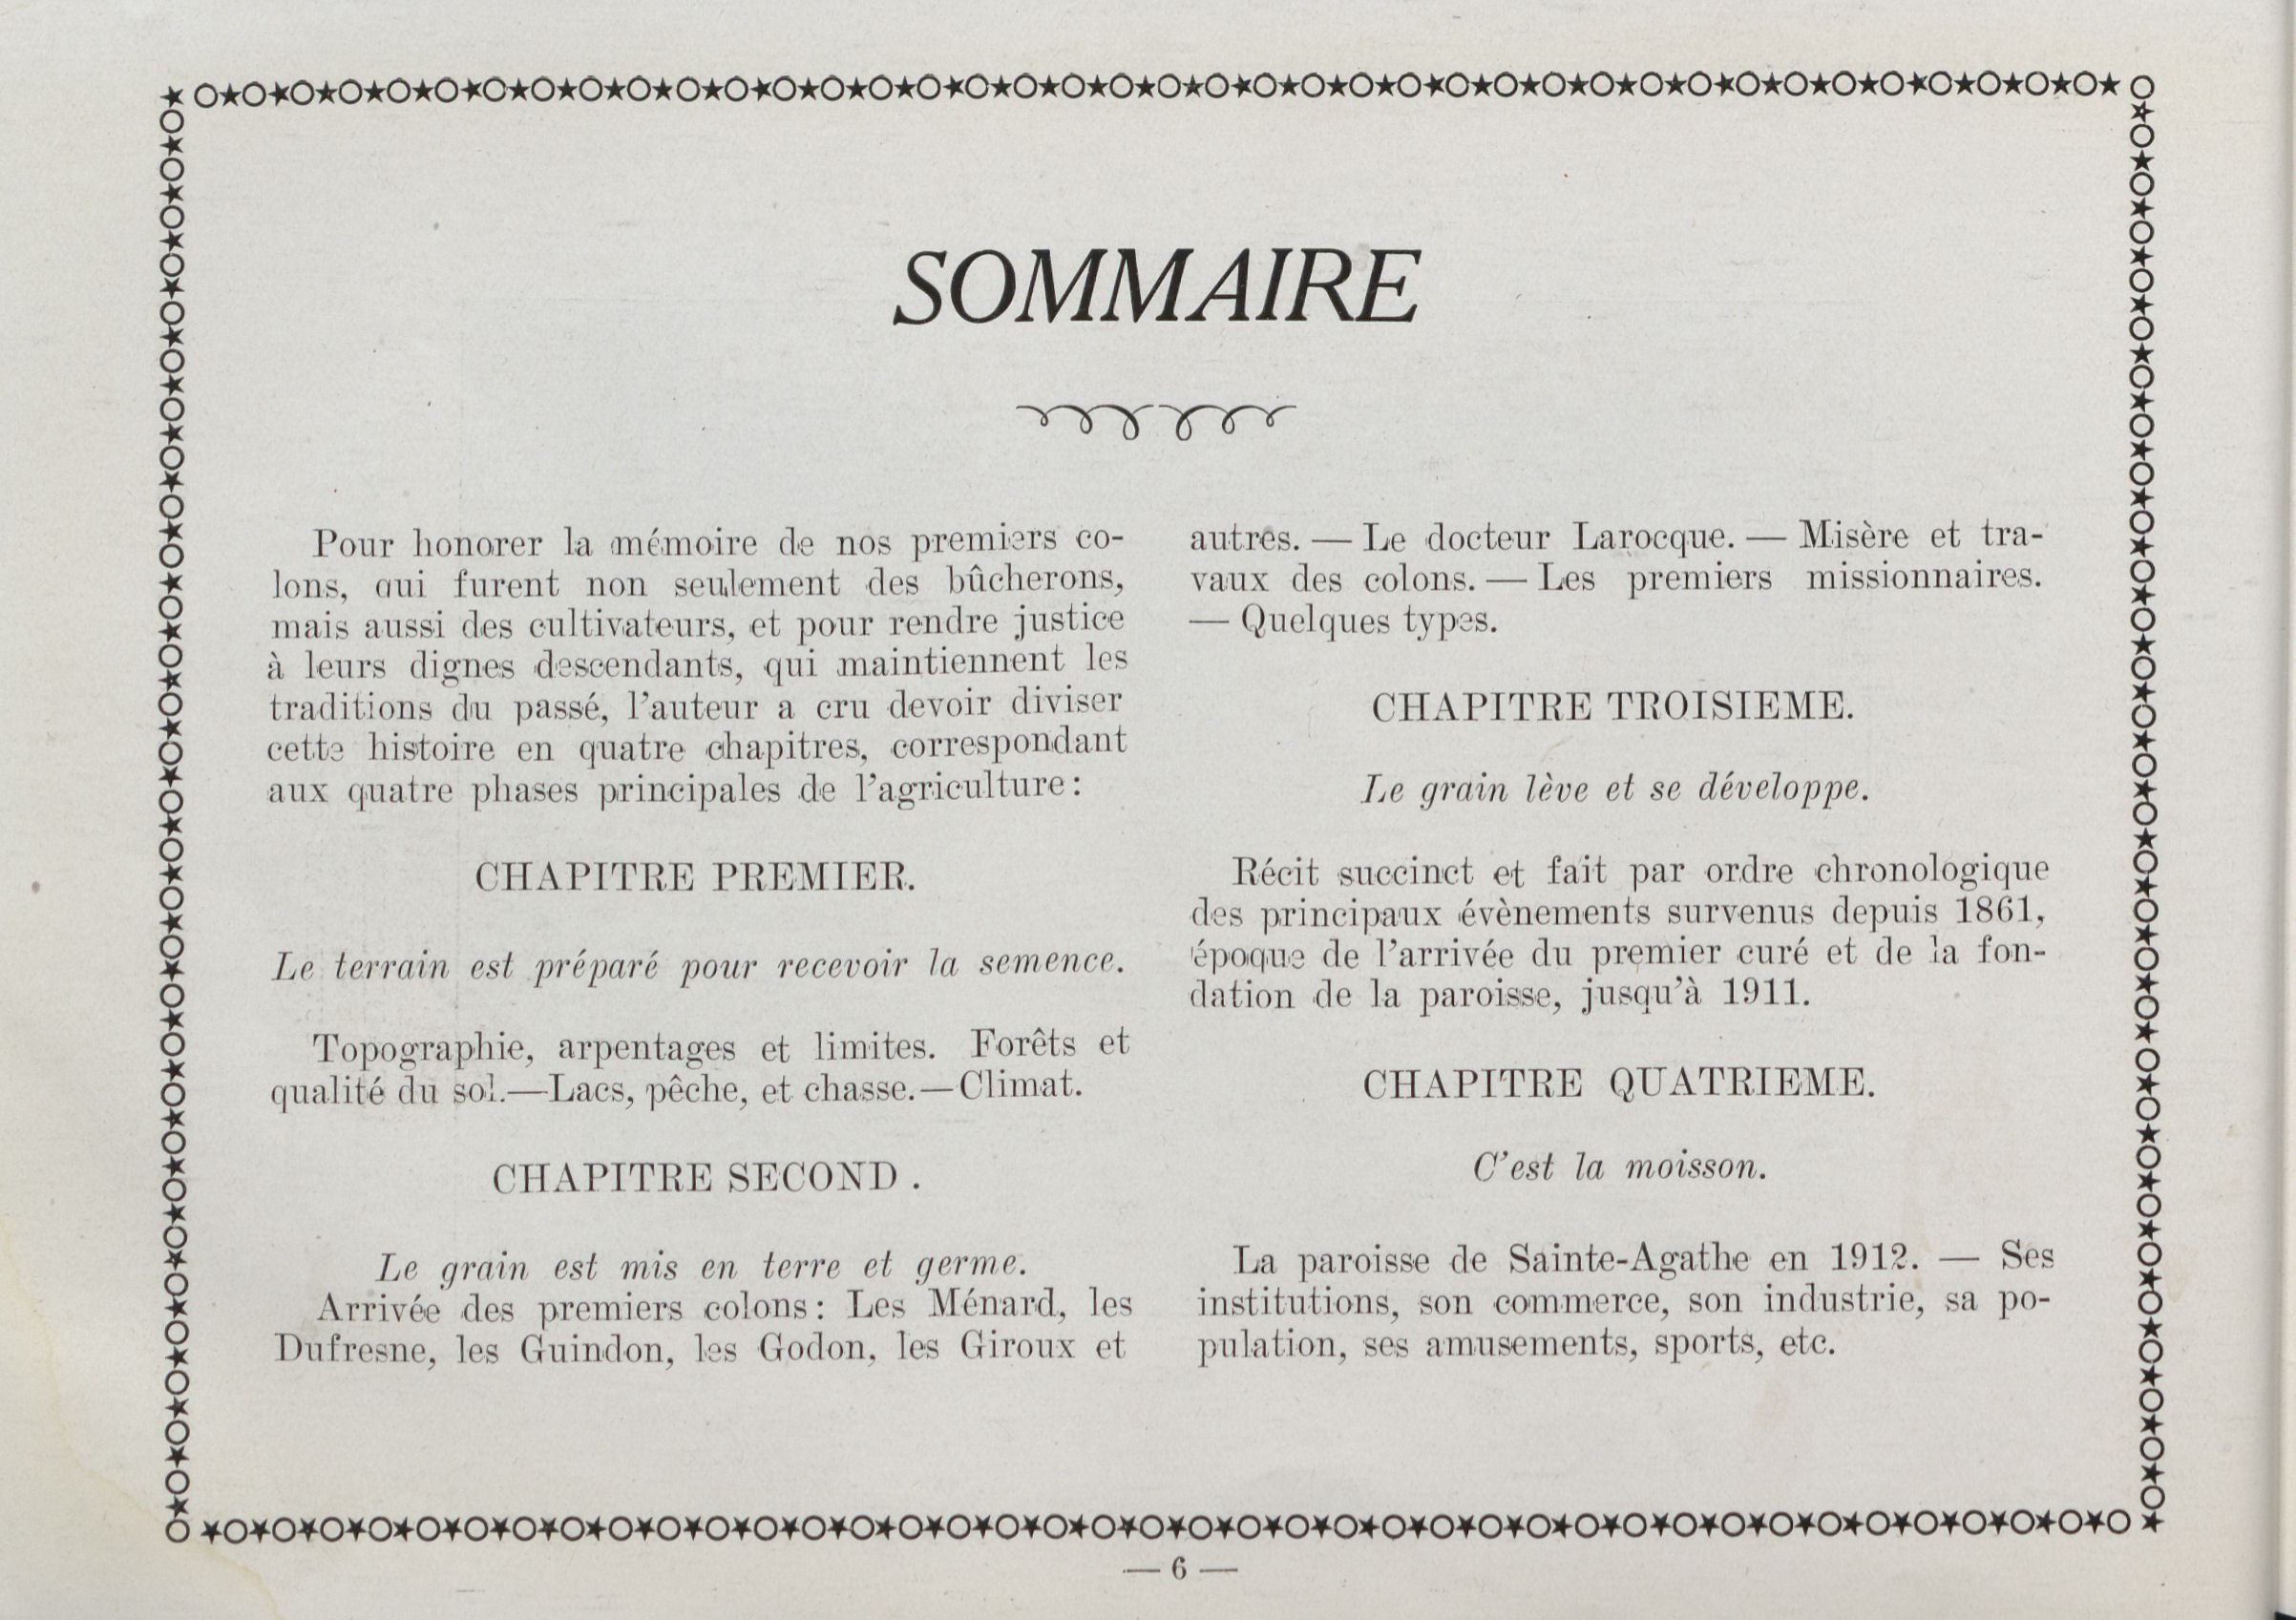 SOMMAIRE
Pour honorer la mémoire de nos premiers co-
lons, qui furent non seulement des bûcherons,
mais aussi des cultivateurs, et pour rendre justice
à leurs dignes descendants, qui maintiennent les
traditions du passé, l'auteur a cru devoir diviser
cette histoire en quatre chapitres, correspondant
aux quatre phases principales de l'agriculture:
CHAPITRE PREMIER.
Le terrain est préparé pour recevoir la semence.
Topographie, arpentages et limites. Forêts et
qualité du sol.—Lacs, pêche, et chasse.—Climat.
CHAPITRE SECOND .
Le grain est mis en terre et germe.
Arrivée des premiers colons: Les Ménard, les
Dufresne, les Guindon, les Godon, les Giroux et
autres. — Le docteur Larocque. — Misère et tra-
vaux des colons. — Les premiers missionnaires.
— Quelques types.
CHAPITRE TROISIEME.
Le grain lève et se développe.
Récit succinct et fait par ordre chronologique
des principaux évènements survenus depuis 1861,
époque de l'arrivée du premier curé et de la fon-
dation de la paroisse, jusqu'à 1911.
CHAPITRE QUATRIEME.
C'est la moisson.
La paroisse de Sainte-Agathe en 1912. — Ses
institutions, son commerce, son industrie, sa po-
pulation, ses amusements, sports, etc.
— 6 —